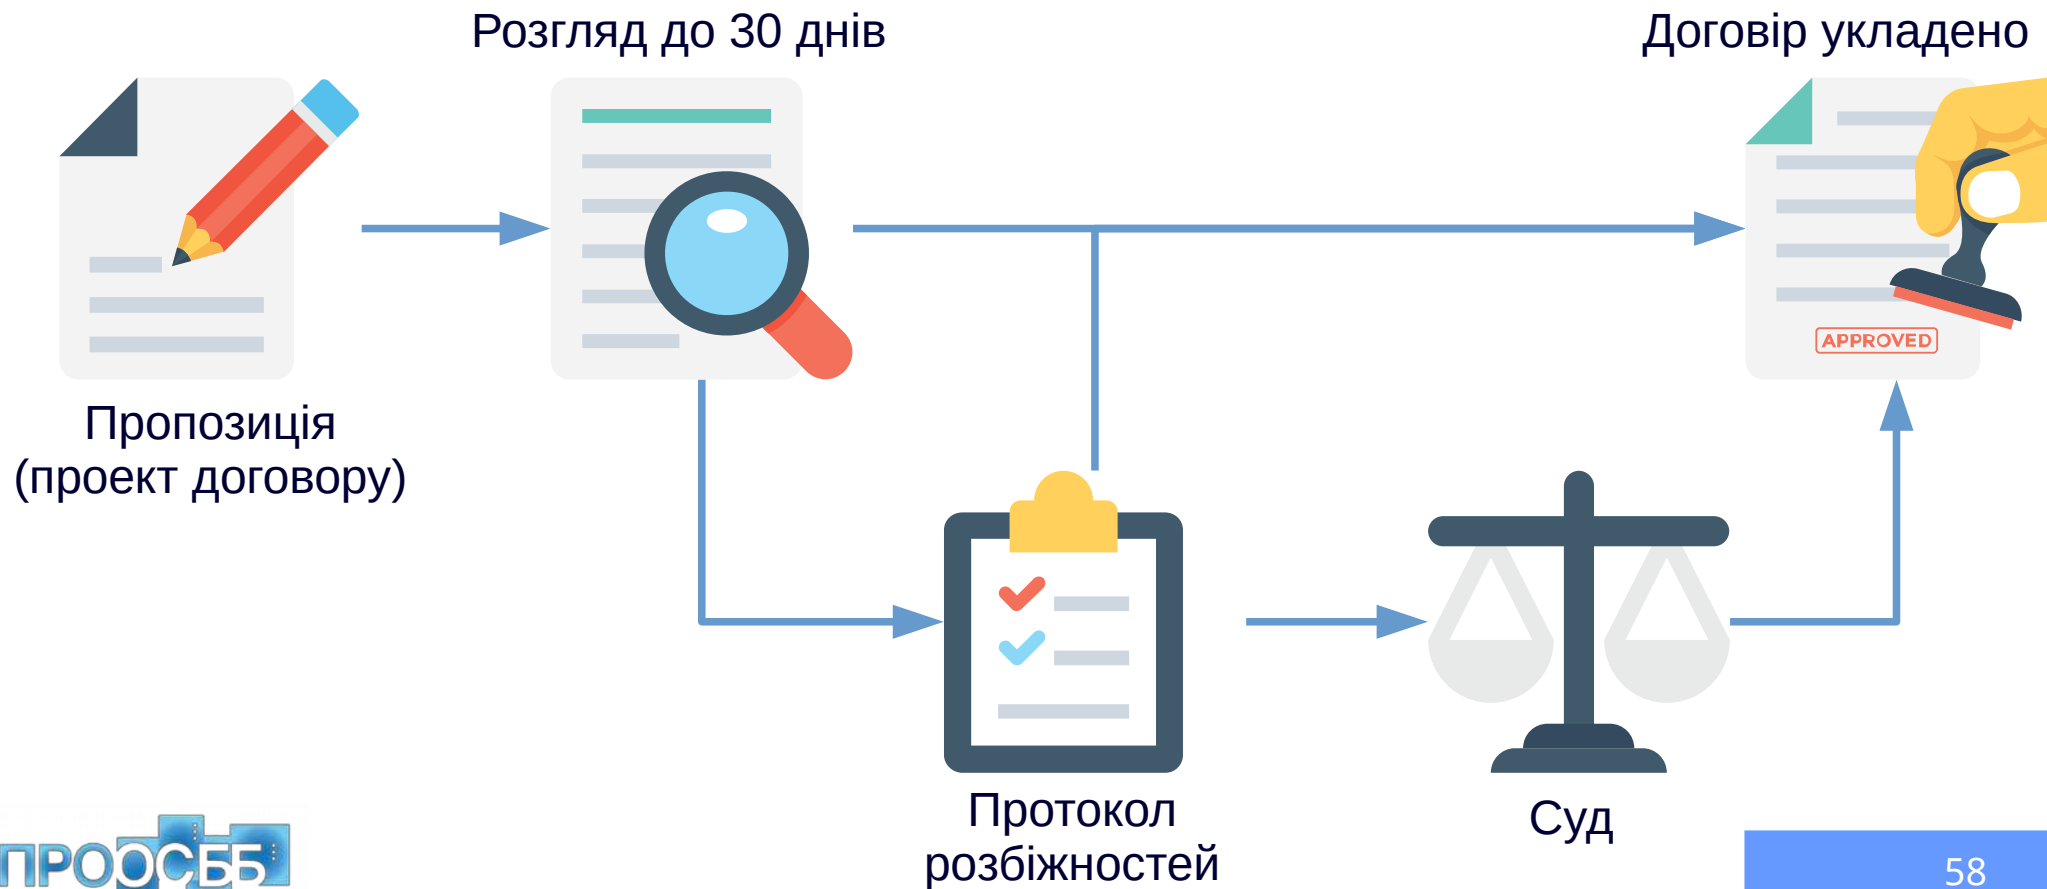 Розгляд до 30 днів
Договір укладено
APPROVED
Пропозиція
(проект договору)
Протокол
розбіжностей
Суд
ПРООСББ
58